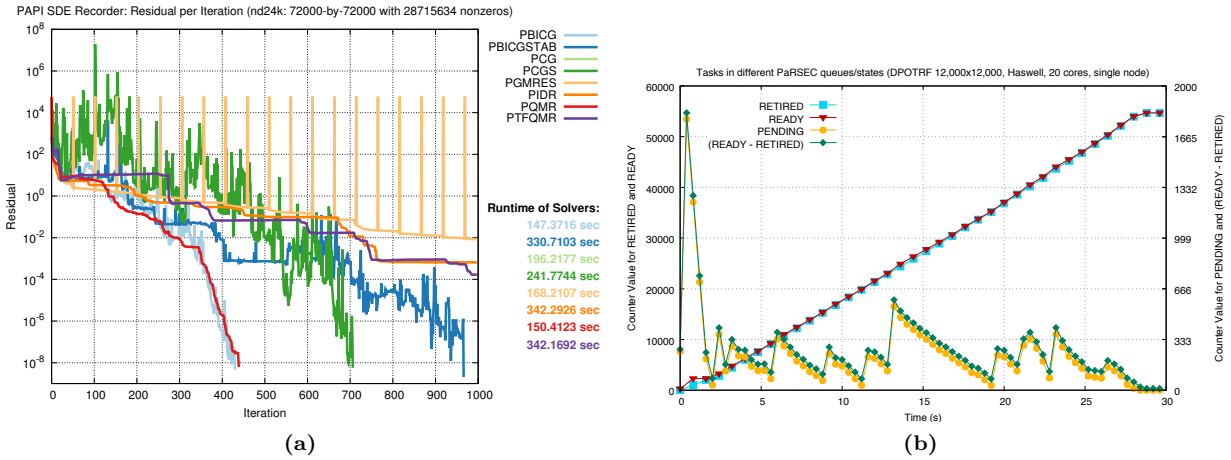 PAPI SDE Recorder: Residual per Iteration (nd24k: 72000-by-72000 with 28715634 nonzeros)
10^8
10^6
10^4
10^2
10^0
10^-2
10^-4
10^-6
10^-8
Residual
0 100 200 300 400 500 600 700 800 900 1000
Iteration
PBICG
PBICGSTAB
PCG
PCGS
PGMRES
PIDR
PQMR
PTFQMR
Runtime of Solvers:
147.3716 sec
330.7103 sec
196.2177 sec
241.7744 sec
168.2107 sec
342.2926 sec
150.4123 sec
342.1692 sec
(a)
Tasks in different PaRSEC queues/states (DPOTRF 12,000x12,000, Haswell, 20 cores, single node)
60000
50000
40000
30000
20000
10000
0
Counter Value for RETIRED and READY
RETIRED
READY
PENDING
(READY - RETIRED)
2000
1865
1332
999
666
333
0
Counter Value for PENDING and (READY - RETIRED)
0 5 10 15 20 25 30
Time (s)
(b)